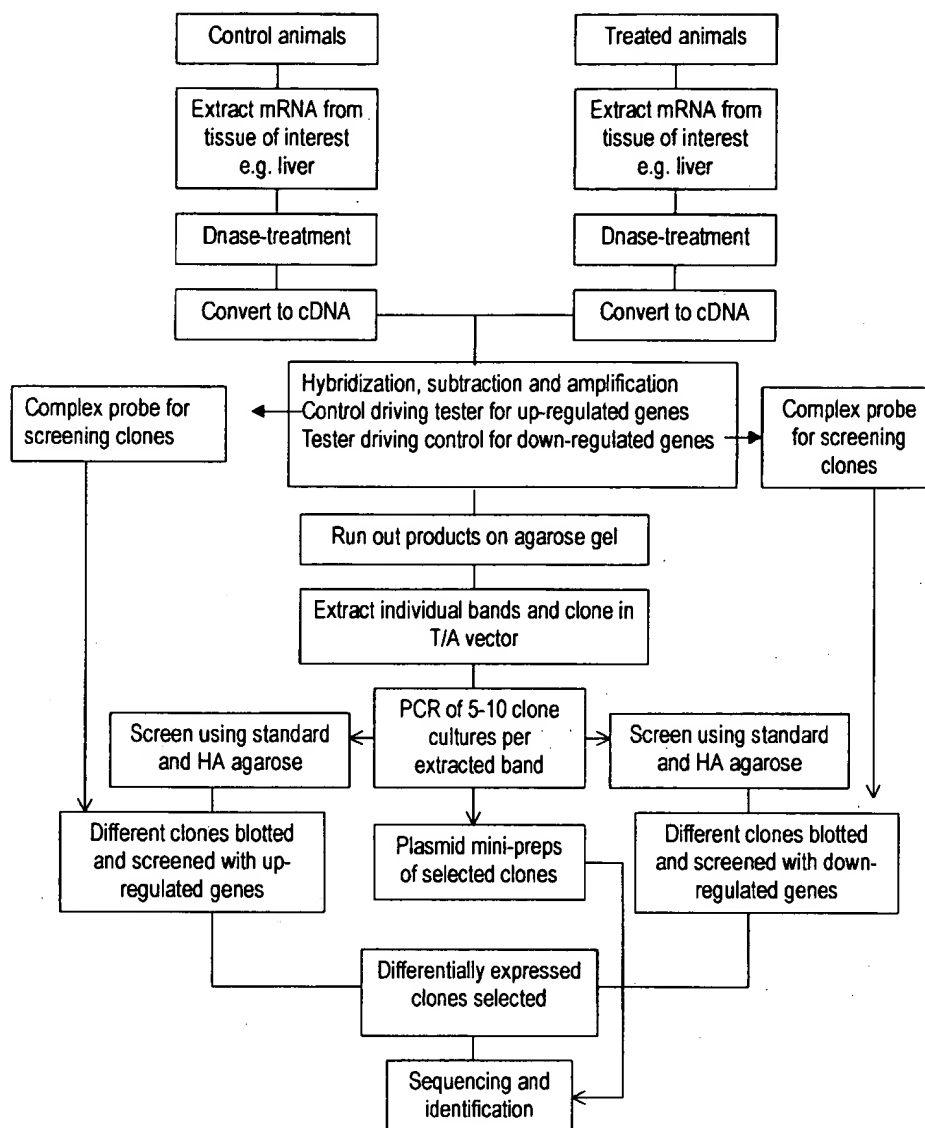 Control animals
Treated animals
Extract mRNA from
tissue of interest
e.g. liver
Extract mRNA from
tissue of interest
e.g. liver
Dnase-treatment
Dnase-treatment
Convert to cDNA
Convert to cDNA
Hybridization, subtraction and amplification
Control driving tester for up-regulated genes
Tester driving control for down-regulated genes
Complex probe for
screening clones
Complex probe
for screening
clones
Run out products on agarose gel
Extract individual bands and clone in
T/A vector
PCR of 5-10 clone
cultures per
extracted band
Screen using standard
and HA agarose
Screen using standard
and HA agarose
Different clones blotted
and screened with up-
regulated genes
Plasmid mini-preps
of selected clones
Different clones blotted
and screened with down-
regulated genes
Differentially expressed
clones selected
Sequencing and
identification